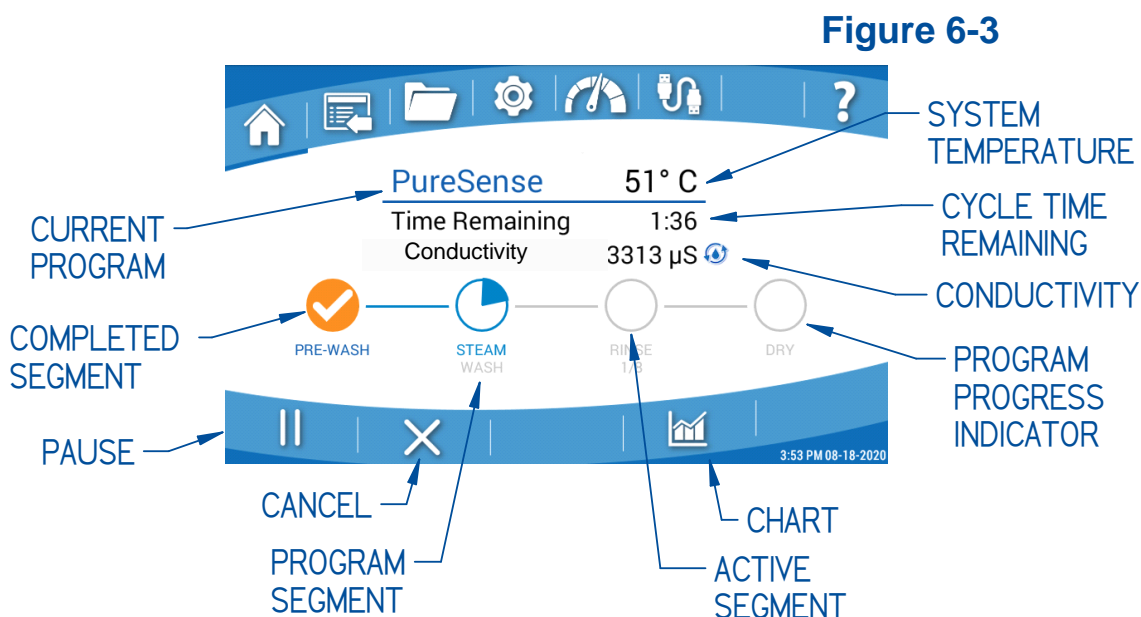 Figure 6-3
?
SYSTEM
TEMPERATURE
PureSense 51° C
Time Remaining 1:36
Conductivity 3313 µS
CURRENT
PROGRAM
CYCLE TIME
REMAINING
CONDUCTIVITY
COMPLETED
SEGMENT
PRE-WASH
STEAM
WASH
RINSE
1/3
DRY
PROGRAM
PROGRESS
INDICATOR
PAUSE
3:53 PM 08-18-2020
CANCEL
CHART
PROGRAM
SEGMENT
ACTIVE
SEGMENT